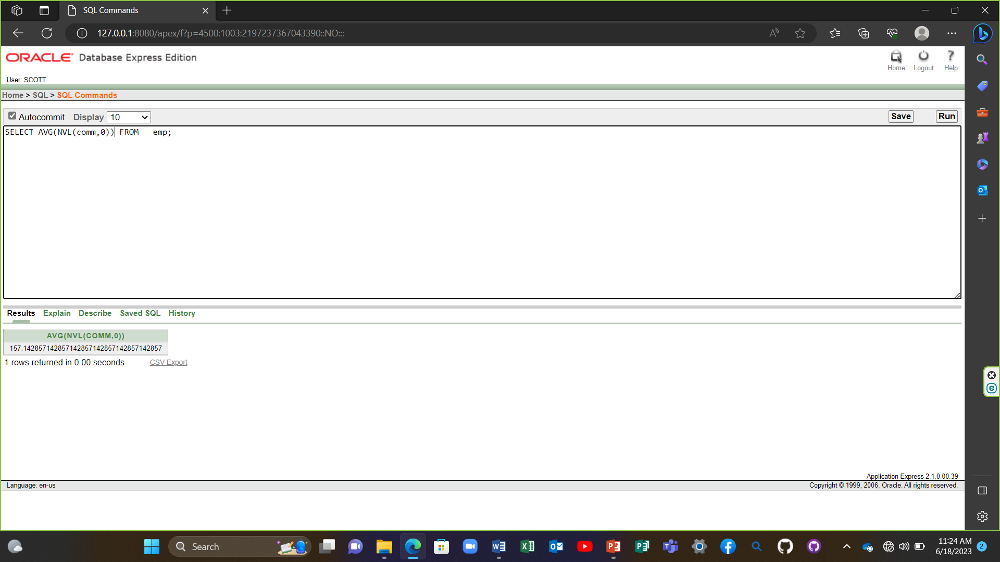 SQL Commands
127.0.0.1:8080/apex/f?p=4500:1003:2197237367043390::NO:::
ORACLE Database Express Edition
Home Logout Help
User: SCOTT
Home > SQL > SQL Commands
Autocommit Display 10 Save Run
SELECT AVG(NVL(comm,0)) FROM   emp;
Results Explain Describe Saved SQL History
AVG(NVL(COMM,0))
157.142857142857142857142857142857142857
1 rows returned in 0.00 seconds CSV Export
Application Express 2.1.0.00.39
Language: en-us Copyright © 1999, 2006, Oracle. All rights reserved.
Search
11:24 AM
6/18/2023 2